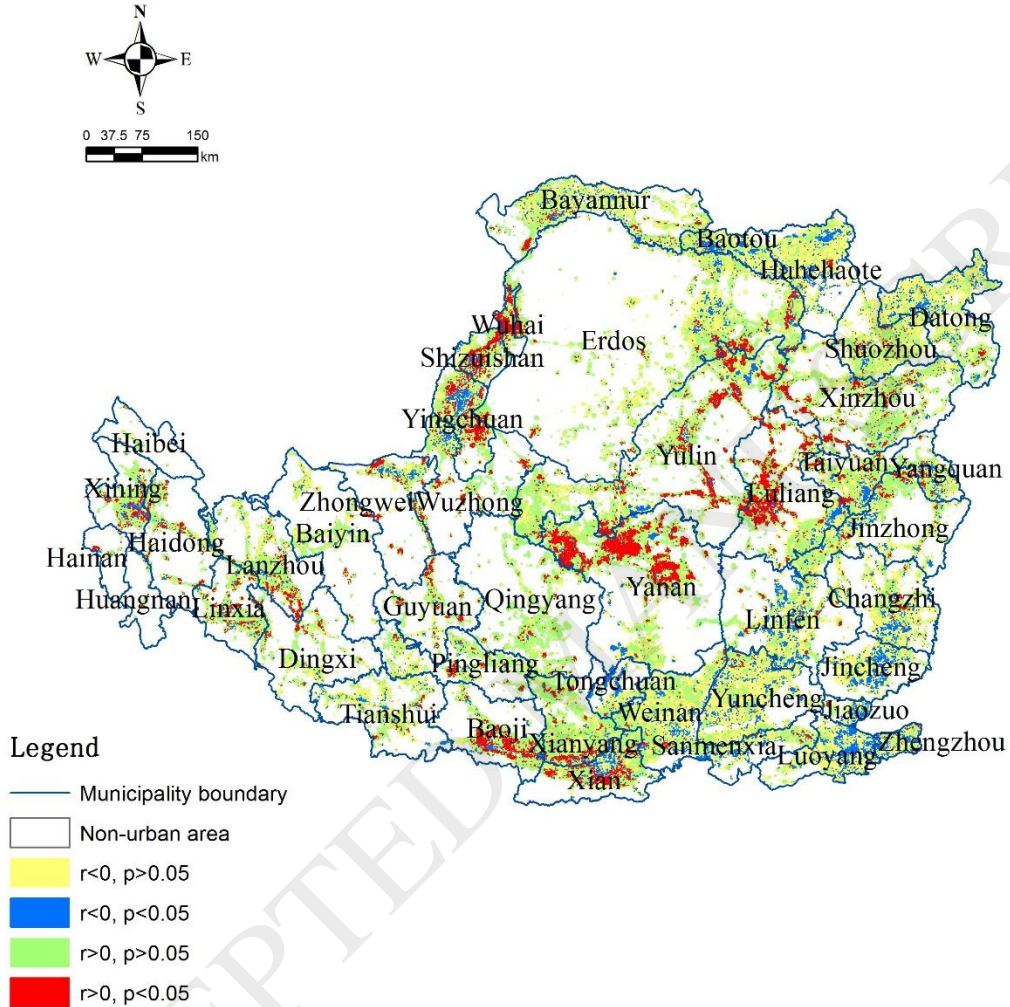 N
W E
S
0 37.5 75 150
km
Bayannur
Baotou
Huhehaote
Datong
Wuhai
Erdos
Shizuishan
Shuozhou
Xinzhou
Yingchuan
Haibei
Yulin
Taiyuan
Yangquan
Xining
Zhongwei
Wuzhong
Luliang
Baiyin
Jinzhong
Hainan
Haidong
Lanzhou
Yanan
Huangnan
Linxia
Guyuan
Qingyang
Changzhi
Linfen
Dingxi
Pingliang
Jincheng
Tongchuan
Yuncheng
Tianshui
Weinan
Jiaozuo
Baoji
Xianyang
Sanmenxia
Luoyang
Zhengzhou
Xian
Legend
Municipality boundary
Non-urban area
r<0, p>0.05
r<0, p<0.05
r>0, p>0.05
r>0, p<0.05